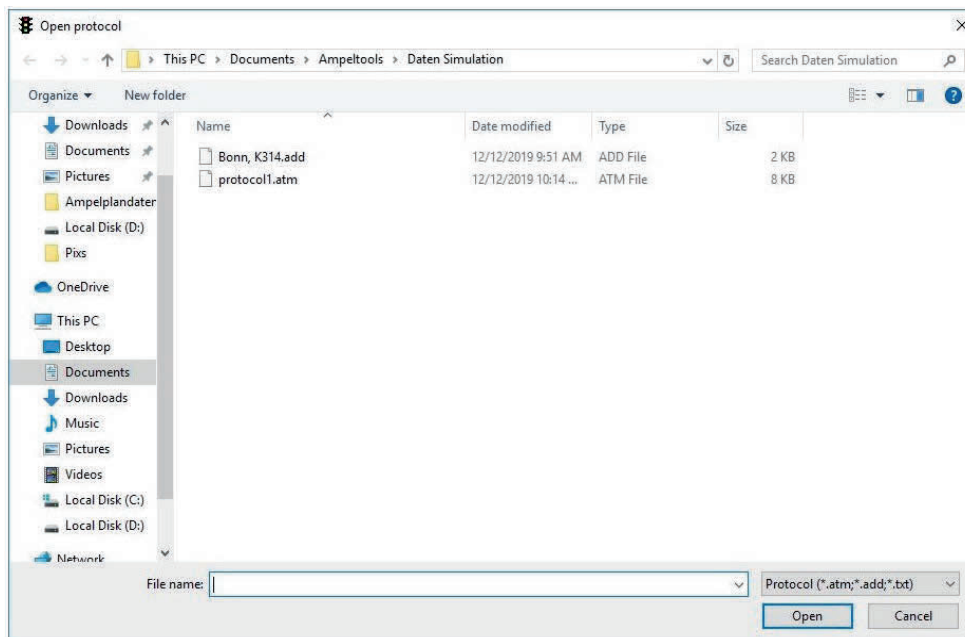 Open protocol
This PC > Documents > Ampeltools > Daten Simulation
Search Daten Simulation
Organize New folder
Name Date modified Type Size
Bonn, K314.add 12/12/2019 9:51 AM ADD File 2 KB
protocol1.atm 12/12/2019 10:14 ... ATM File 8 KB
Downloads
Documents
Pictures
Ampelplandater
Local Disk (D:)
Pixs
OneDrive
This PC
Desktop
Documents
Downloads
Music
Pictures
Videos
Local Disk (C:)
Local Disk (D:)
Network
File name:
Protocol (*.atm;*.add;*.txt)
Open Cancel